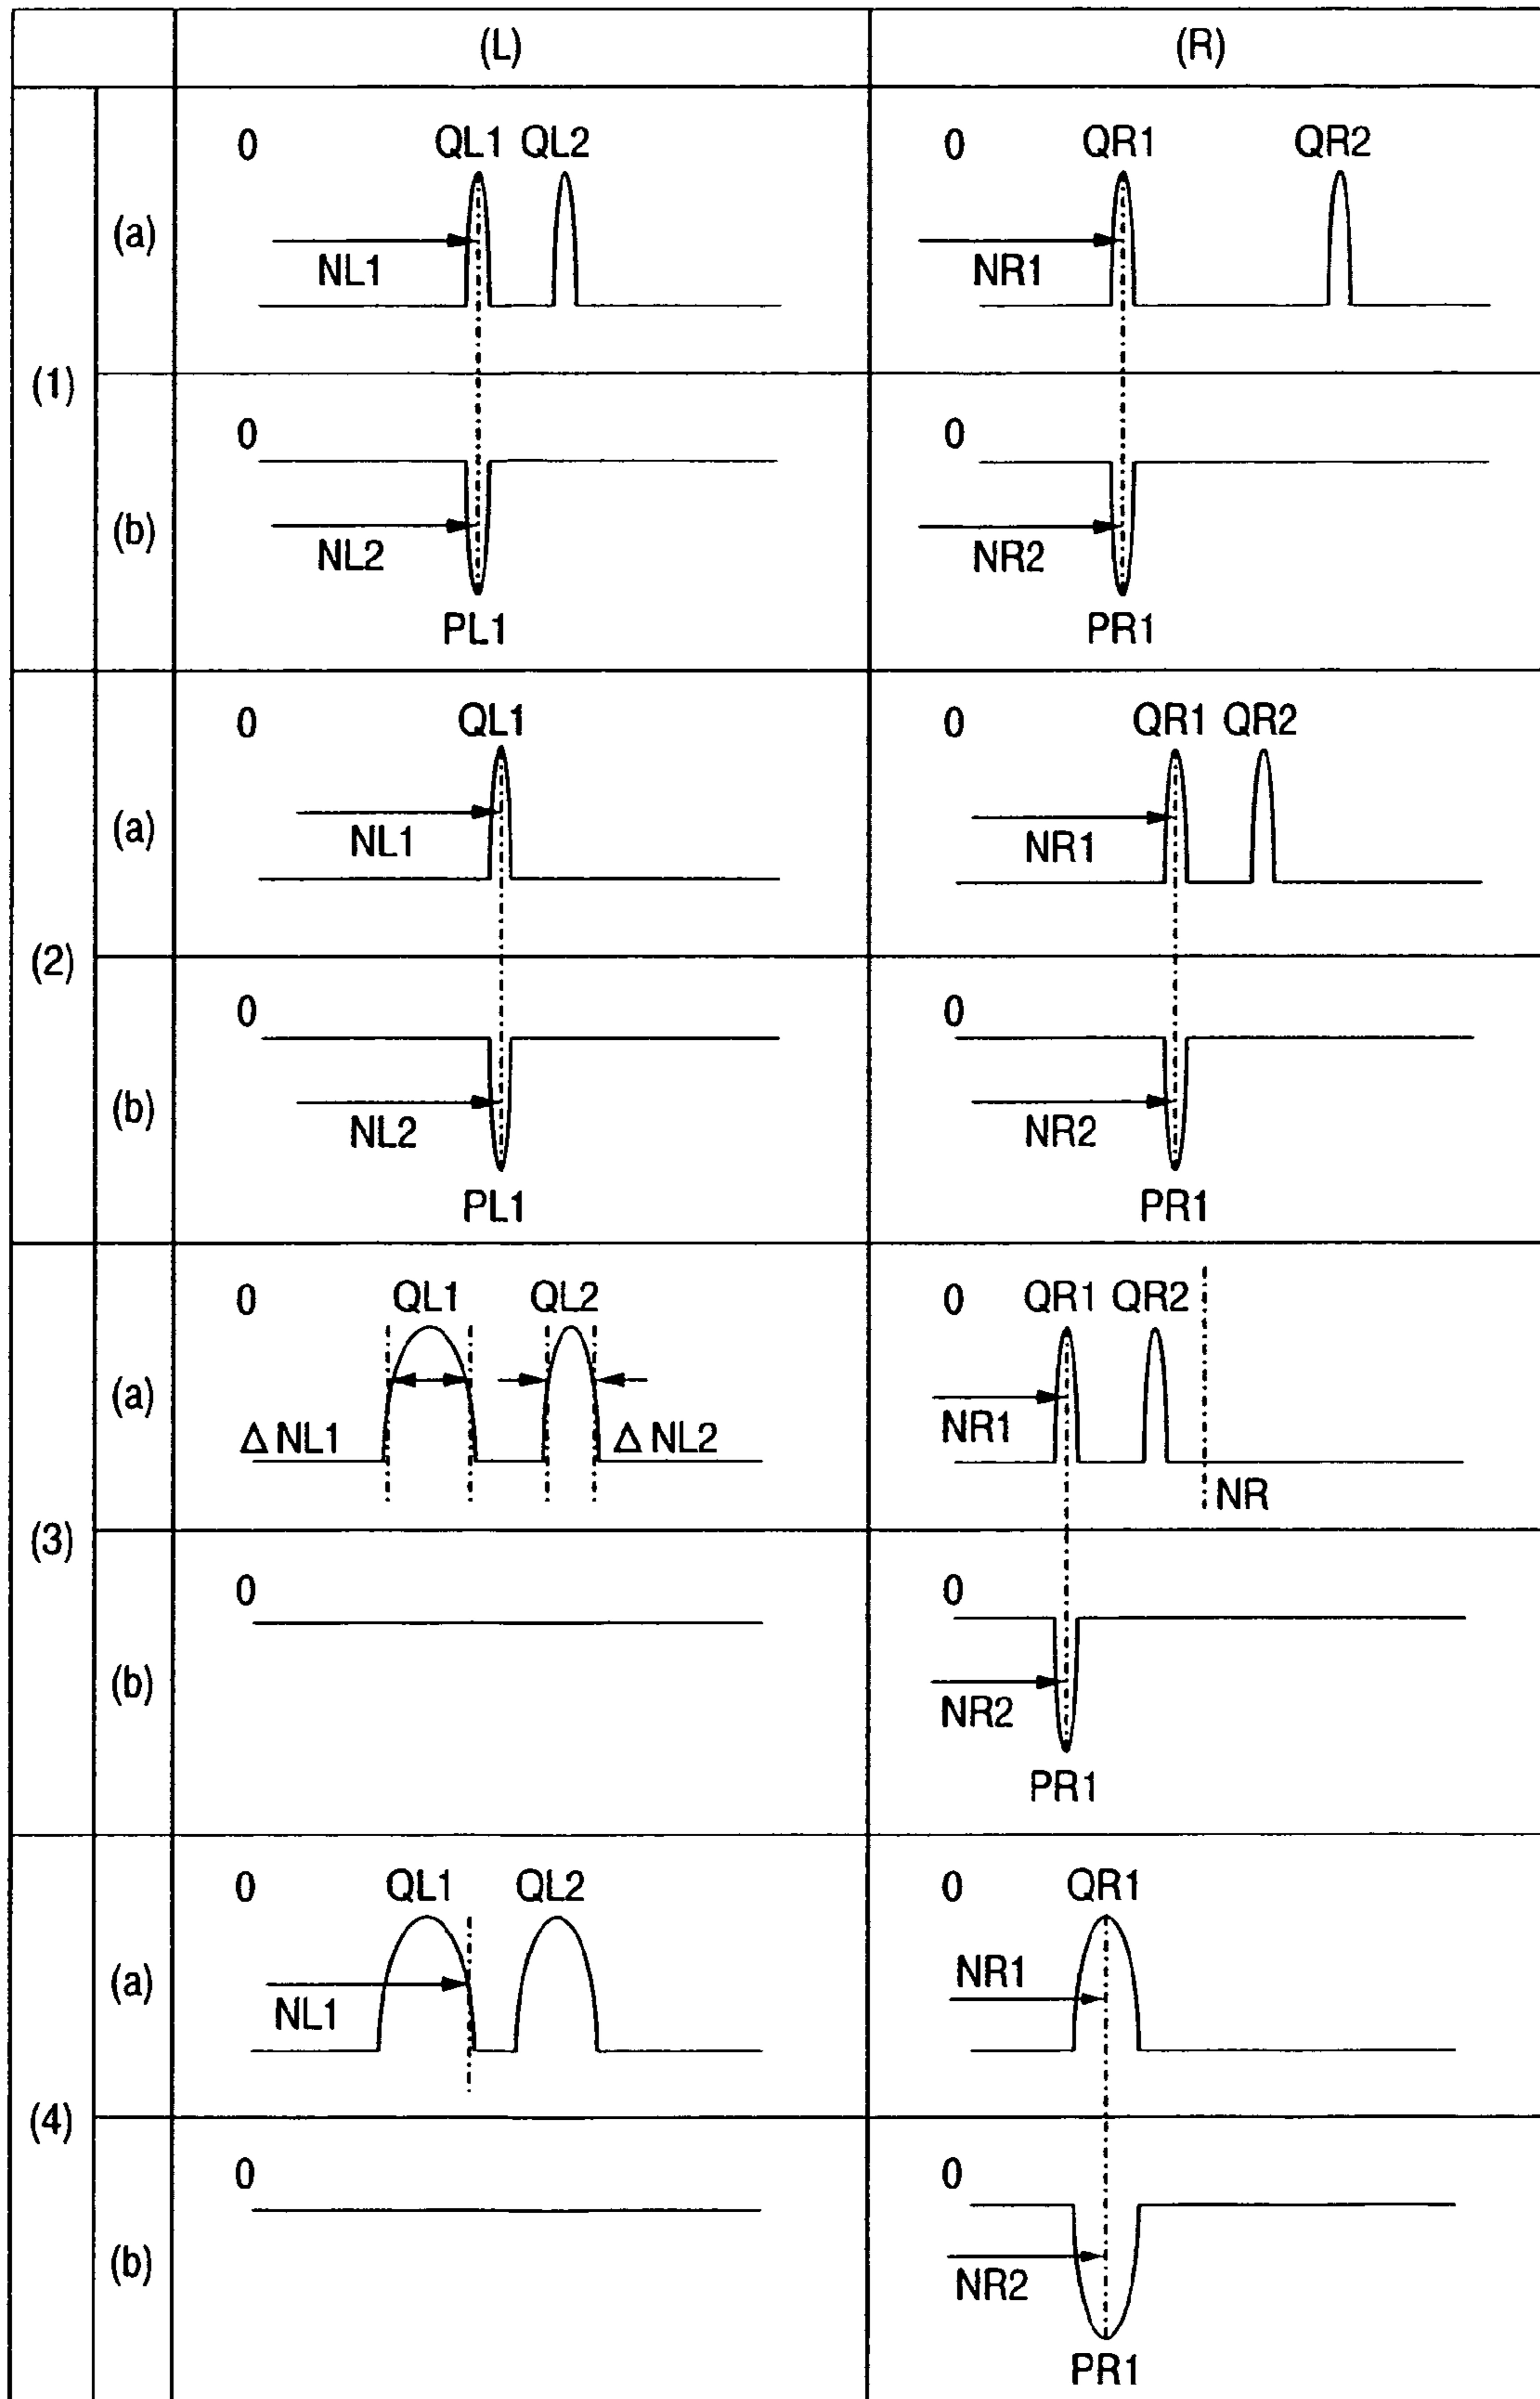 (L) (R)
(1)
(a)
0 QL1 QL2
NL1
0 QR1 QR2
NR1
(b)
0
NL2
PL1
0
NR2
PR1
(2)
(a)
0 QL1
NL1
0 QR1 QR2
NR1
(b)
0
NL2
PL1
0
NR2
PR1
(3)
(a)
0 QL1 QL2
Δ NL1 Δ NL2
0 QR1 QR2
NR1
NR
(b)
0
0
NR2
PR1
(4)
(a)
0 QL1 QL2
NL1
0 QR1
NR1
(b)
0
0
NR2
PR1